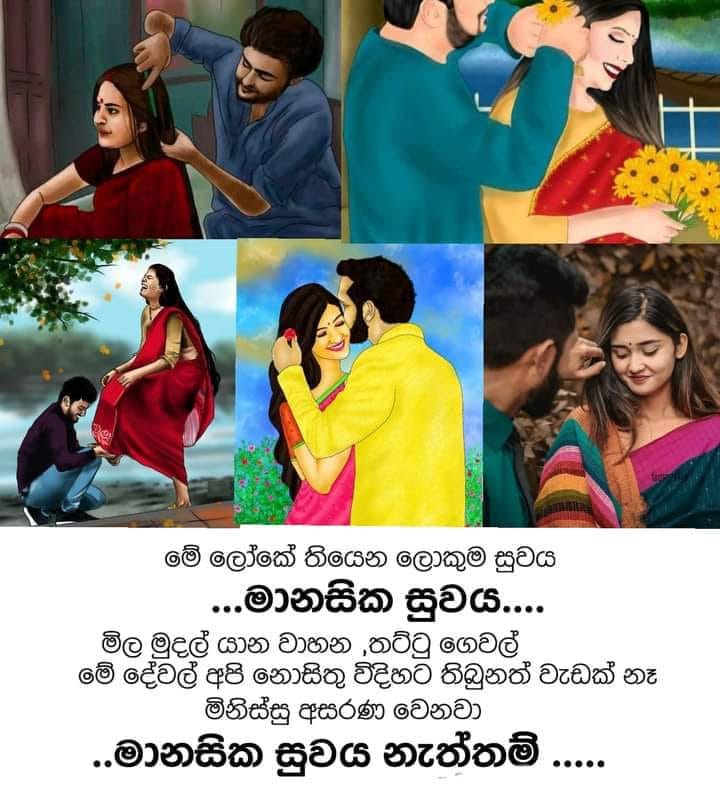 මේ ලෝකේ තියෙන ලොකුම සුවය
...මානසික සුවය....
මිල මුදල් යාන වාහන ,තට්ටු ගෙවල්
මේ දේවල් අපි නොසිතු විදිහට තිබුනත් වැඩක් නෑ
මිනිස්සු අසරණ වෙනවා
..මානසික සුවය නැත්තම් .....